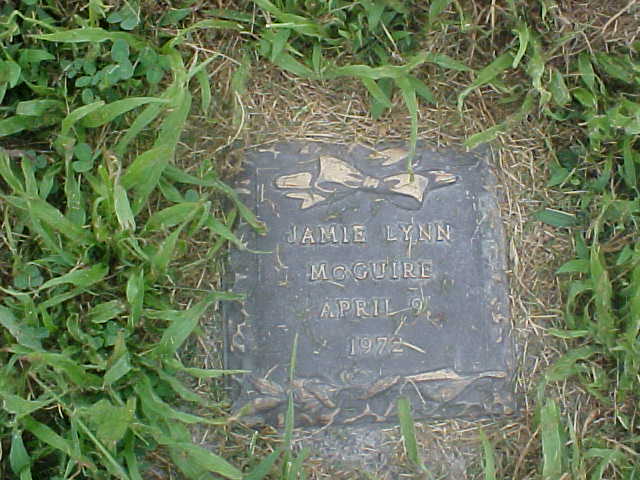 JAMIE LYNN
McGUIRE
APRIL 9
1972